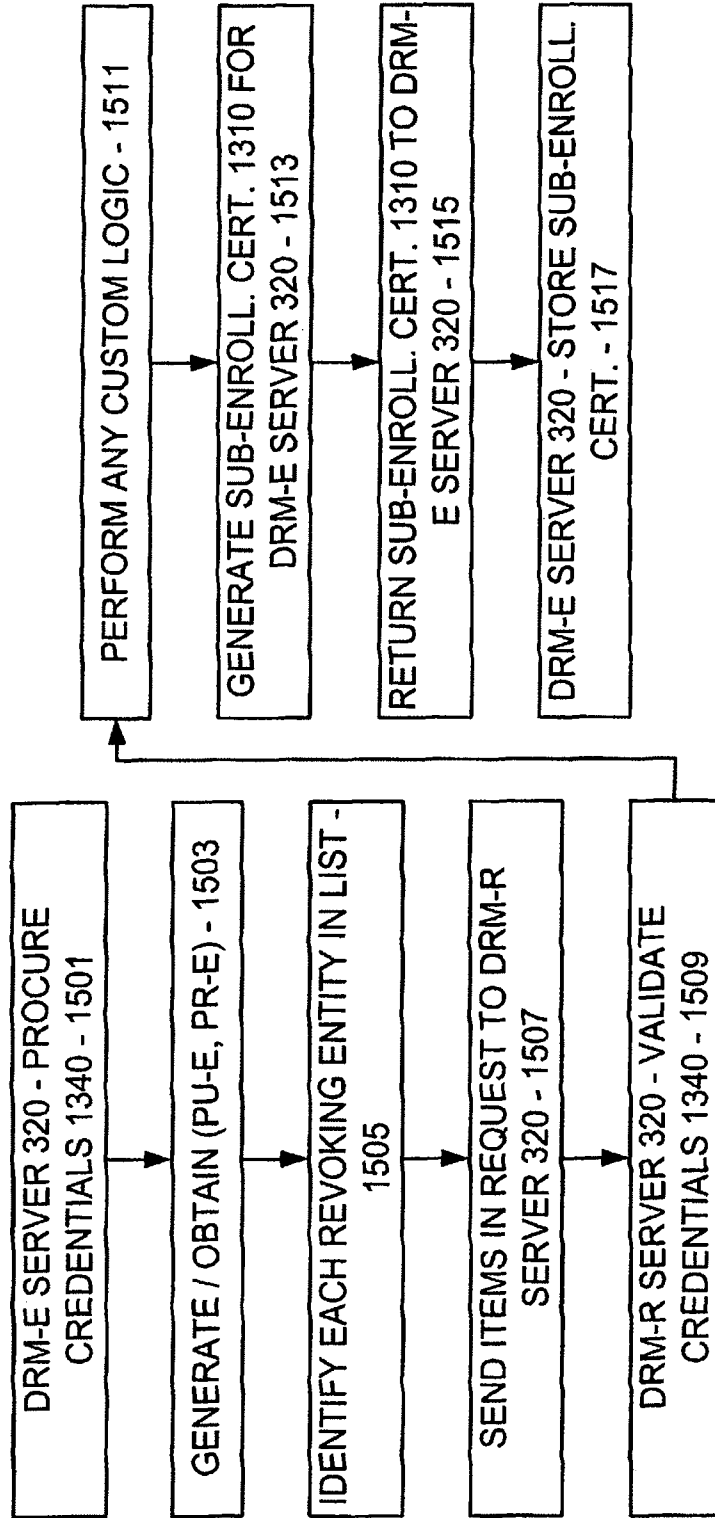 DRM-E SERVER 320 - PROCURE
CREDENTIALS 1340 - 1501
GENERATE / OBTAIN (PU-E, PR-E) - 1503
IDENTIFY EACH REVOKING ENTITY IN LIST -
1505
SEND ITEMS IN REQUEST TO DRM-R
SERVER 320 - 1507
DRM-R SERVER 320 - VALIDATE
CREDENTIALS 1340 - 1509
PERFORM ANY CUSTOM LOGIC - 1511
GENERATE SUB-ENROLL. CERT. 1310 FOR
DRM-E SERVER 320 - 1513
RETURN SUB-ENROLL. CERT. 1310 TO DRM-
E SERVER 320 - 1515
DRM-E SERVER 320 - STORE SUB-ENROLL.
CERT. - 1517